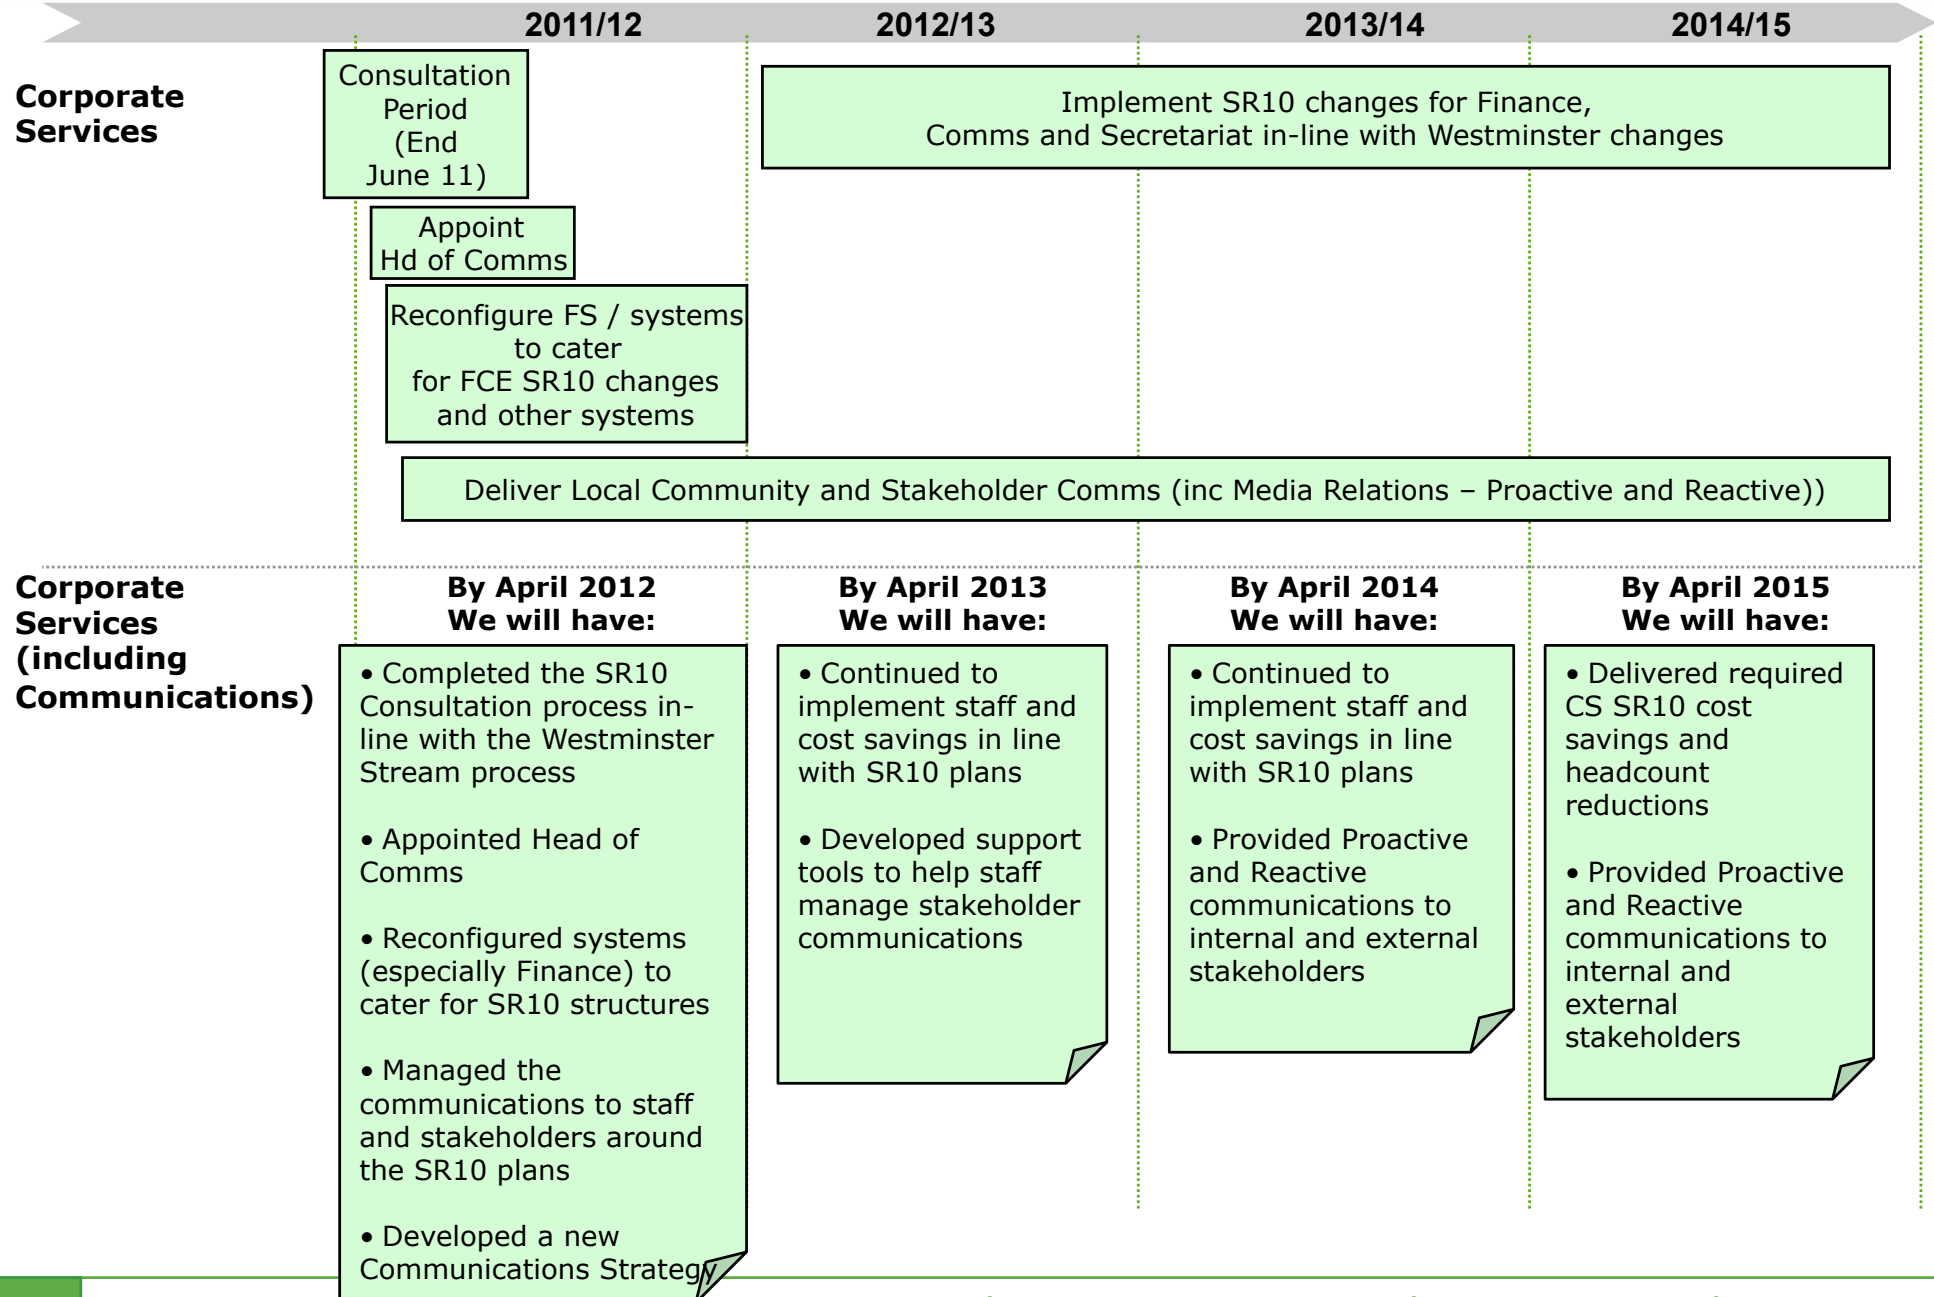 2011/12
2012/13
2013/14
2014/15
Corporate
Services
Consultation
Period
(End
June 11)
Implement SR10 changes for Finance,
Comms and Secretariat in-line with Westminster changes
Appoint
Hd of Comms
Reconfigure FS / systems
to cater
for FCE SR10 changes
and other systems
Deliver Local Community and Stakeholder Comms (inc Media Relations – Proactive and Reactive))
Corporate
Services
(including
Communications)
By April 2012
We will have:
• Completed the SR10
Consultation process in-
line with the Westminster
Stream process
• Appointed Head of
Comms
• Reconfigured systems
(especially Finance) to
cater for SR10 structures
• Managed the
communications to staff
and stakeholders around
the SR10 plans
• Developed a new
Communications Strategy
By April 2013
We will have:
• Continued to
implement staff and
cost savings in line
with SR10 plans
• Developed support
tools to help staff
manage stakeholder
communications
By April 2014
We will have:
• Continued to
implement staff and
cost savings in line
with SR10 plans
• Provided Proactive
and Reactive
communications to
internal and external
stakeholders
By April 2015
We will have:
• Delivered required
CS SR10 cost
savings and
headcount
reductions
• Provided Proactive
and Reactive
communications to
internal and
external
stakeholders